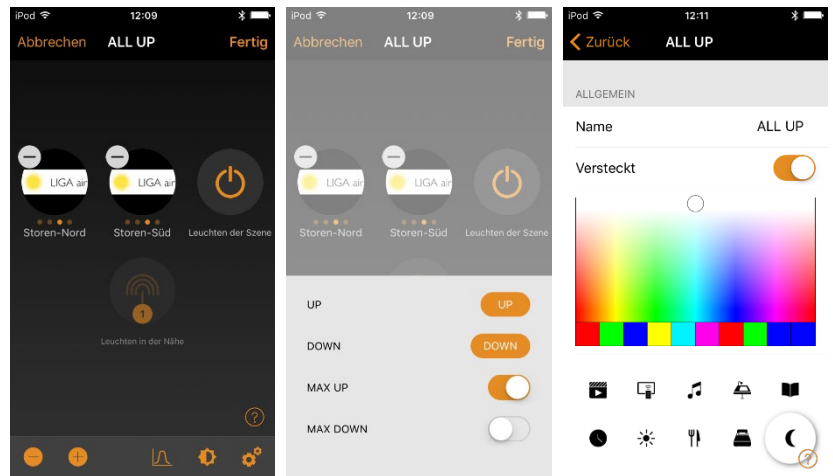 iPod 12:09
Abbrechen ALL UP Fertig
LIGA air LIGA air
Storen-Nord Storen-Süd Leuchten der Szene
1
Leuchten in der Nähe
?
iPod 12:09
Abbrechen ALL UP Fertig
LIGA air LIGA air
Storen-Nord Storen-Süd Leuchten der Szene
UP UP
DOWN DOWN
MAX UP
MAX DOWN
iPod 12:11
Zurück ALL UP
ALLGEMEIN
Name ALL UP
Versteckt
?